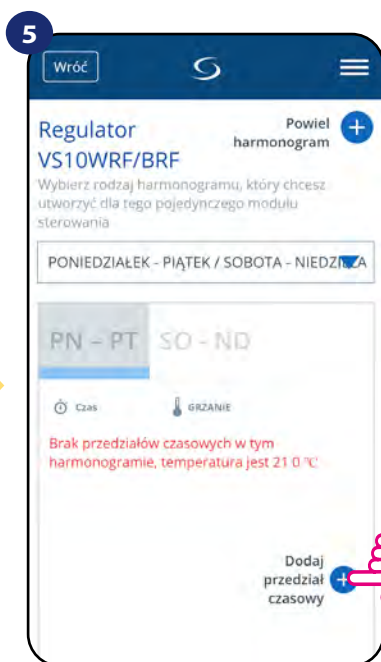 5
Wróć
Regulator
VS10WRF/BRF
Powiel
harmonogram
Wybierz rodzaj harmonogramu, który chcesz
utworzyć dla tego pojedynczego modułu
sterowania
PONIEDZIAŁEK - PIĄTEK / SOBOTA - NIEDZIELA
PN - PT SO - ND
Czas GRZANIE
Brak przedziałów czasowych w tym
harmonogramie, temperatura jest 21 0 °C
Dodaj
przedział
czasowy